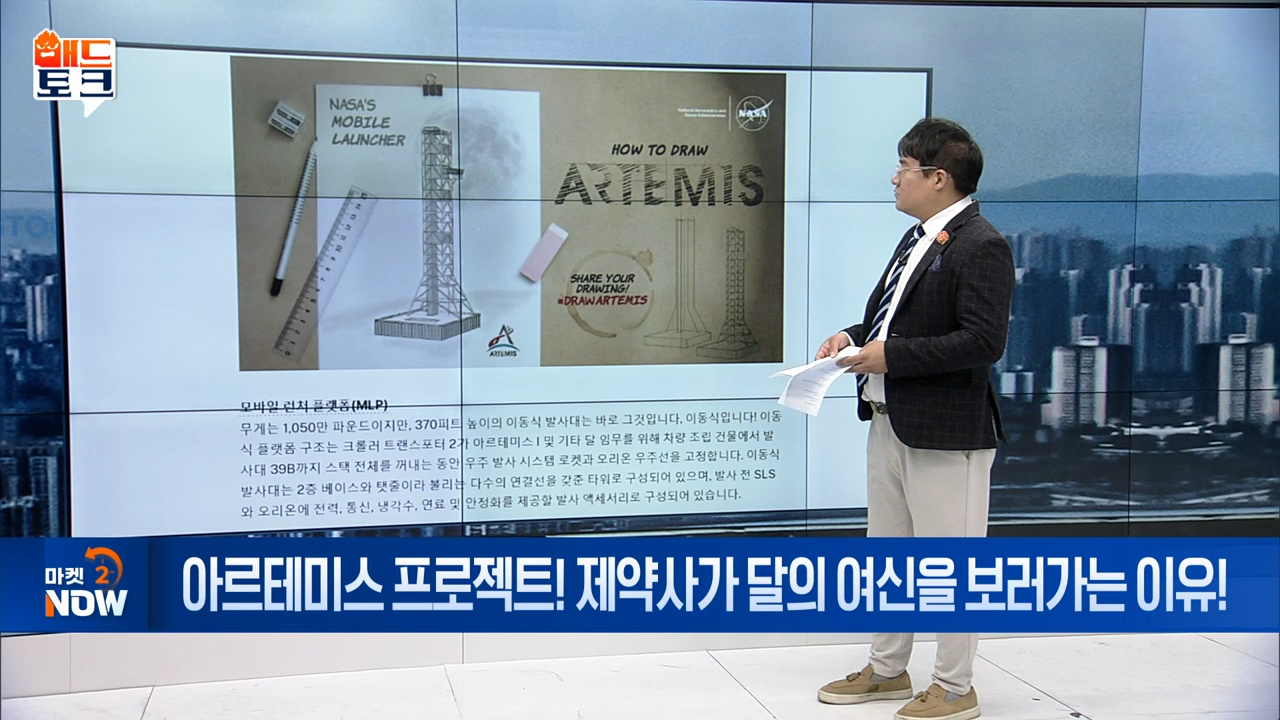 매드
토크
NASA'S
MOBILE
LAUNCHER
National Aeronautics and
Space Administration
NASA
HOW TO DRAW
ARTEMIS
SHARE YOUR
DRAWING!
#DRAWARTEMIS
ARTEMIS
모바일 런처 플랫폼(MLP)
무게는 1,050만 파운드이지만, 370피트 높이의 이동식 발사대는 바로 그것입니다, 이동식입니다! 이동
식 플랫폼 구조는 크롤러 트랜스포터 2가 아르테미스 I 및 기타 달 임무를 위해 차량 조립 건물에서 발
사대 39B까지 스택 전체를 꺼내는 동안 우주 발사 시스템 로켓과 오리온 우주선을 고정합니다. 이동식
발사대는 2층 베이스와 탯줄이라 불리는 다수의 연결선을 갖춘 타워로 구성되어 있으며, 발사 전 SLS
와 오리온에 전력, 통신, 냉각수, 연료 및 안정화를 제공할 발사 액세서리로 구성되어 있습니다.
마켓 2
NOW
아르테미스 프로젝트! 제약사가 달의 여신을 보러가는 이유!